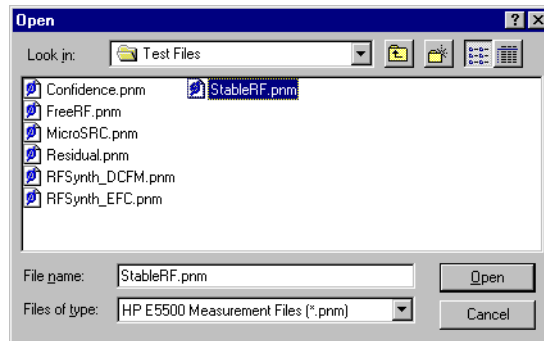 Open
Look in: Test Files
Confidence.pnm StableRF.pnm
FreeRF.pnm
MicroSRC.pnm
Residual.pnm
RFSynth_DCFM.pnm
RFSynth_EFC.pnm
File name: StableRF.pnm Open
Files of type: HP E5500 Measurement Files (*.pnm) Cancel